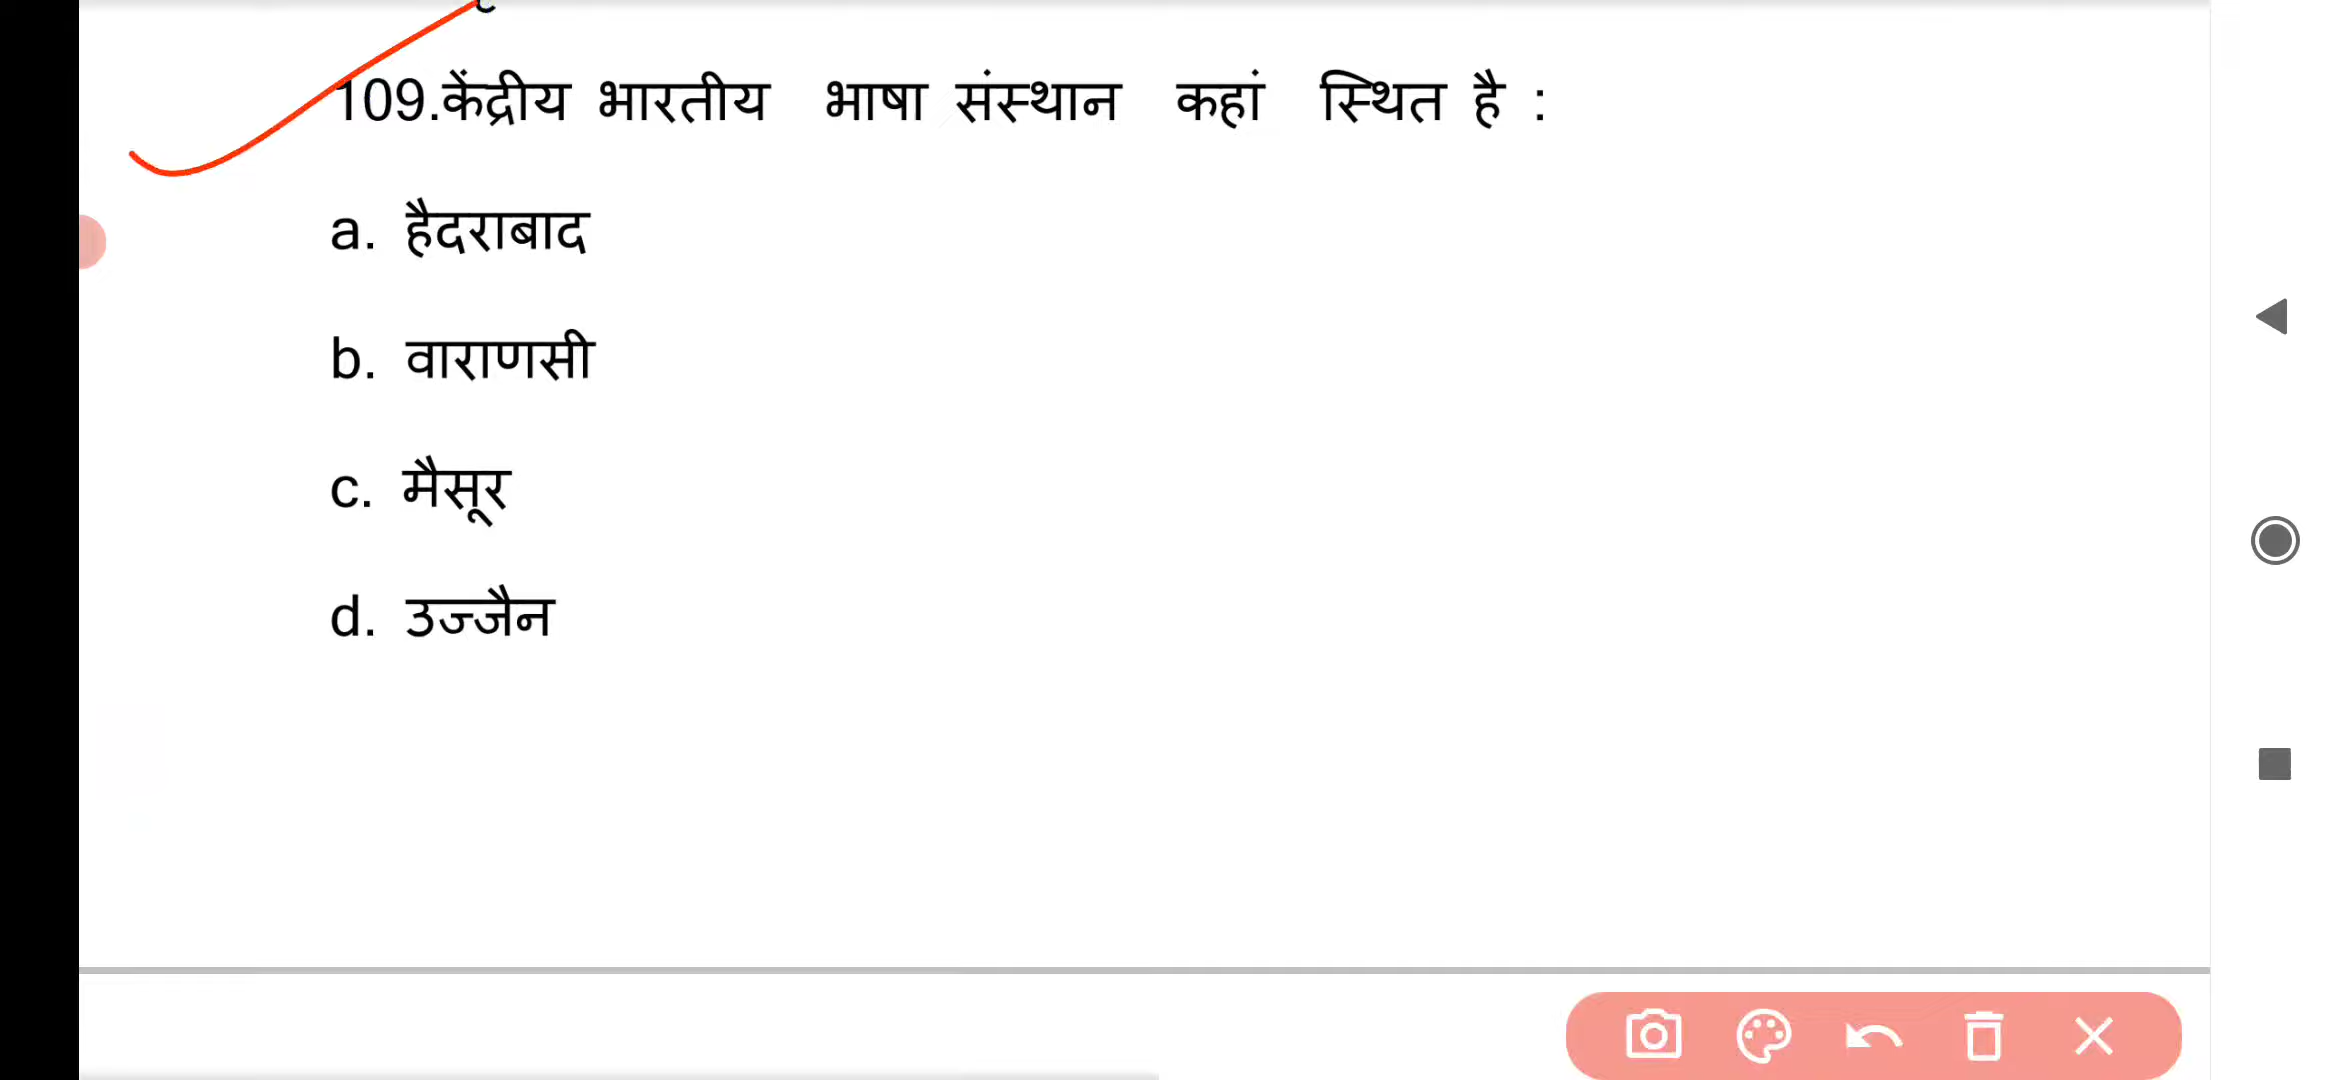 109.केंद्रीय भारतीय भाषा संस्थान कहां स्थित है :
a. हैदराबाद
b. वाराणसी
c. मैसूर
d. उज्जैन